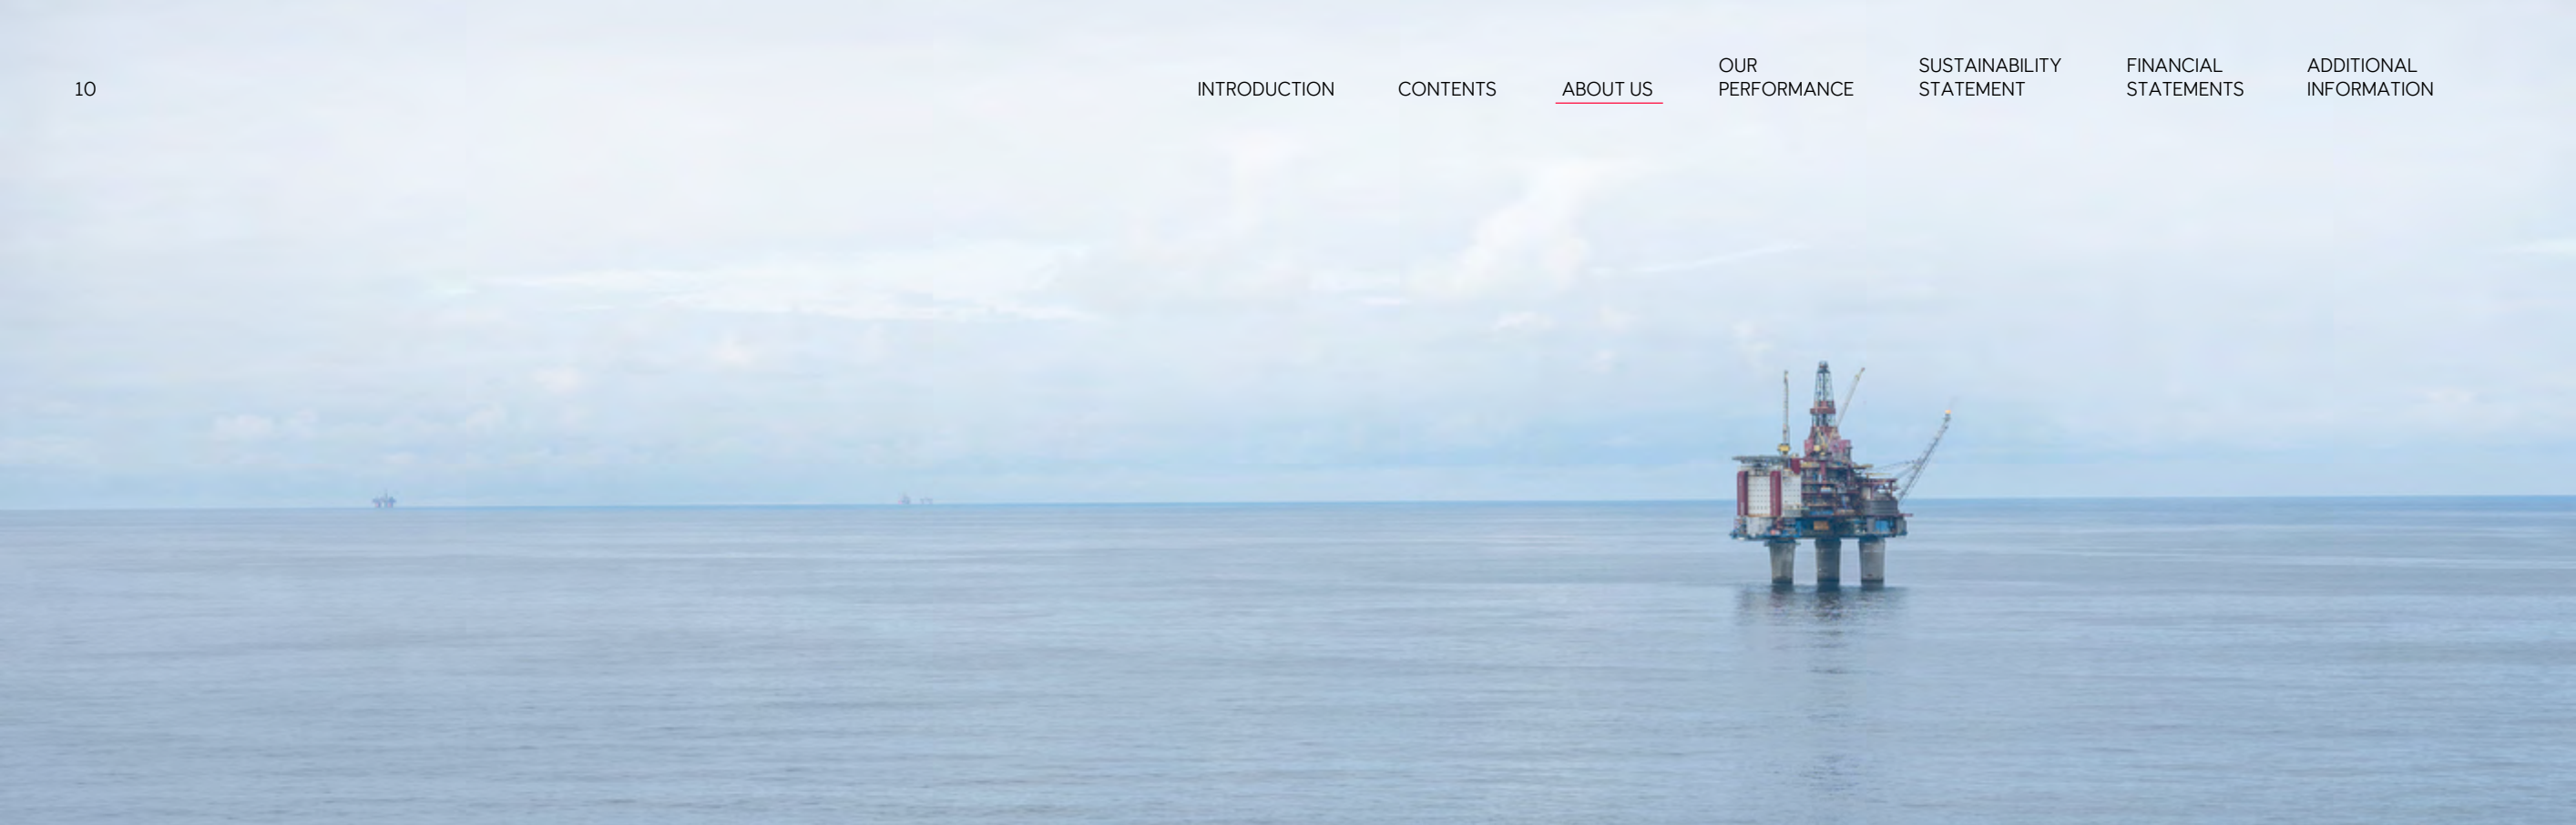 10
INTRODUCTION
CONTENTS
ABOUT US
OUR
PERFORMANCE
SUSTAINABILITY
STATEMENT
FINANCIAL
STATEMENTS
ADDITIONAL
INFORMATION